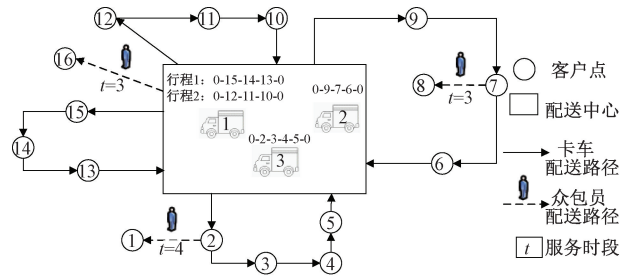 12
11
10
9
16
t=3
行程1：0-15-14-13-0
行程2：0-12-11-10-0
0-9-7-6-0
1
2
0-2-3-4-5-0
3
15
14
13
8
t=3
7
6
1
t=4
2
3
4
5
客户点
配送中心
卡车
配送路径
众包员
配送路径
t 服务时段